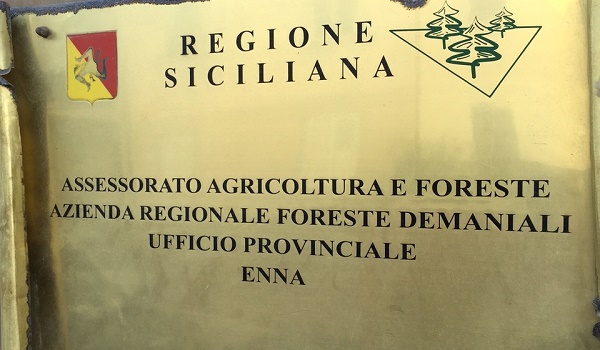 REGIONE
SICILIANA
ASSESSORATO AGRICOLTURA E FORESTE
AZIENDA REGIONALE FORESTE DEMANIALI
UFFICIO PROVINCIALE
ENNA